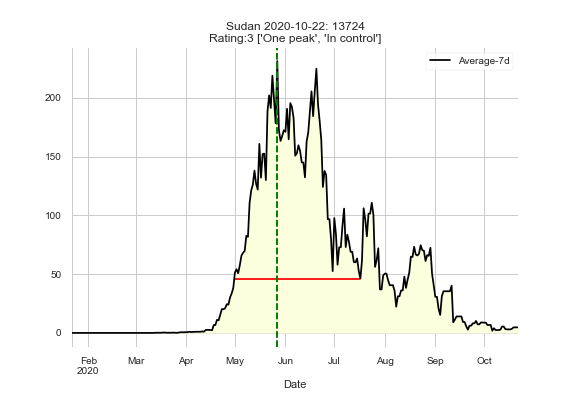 Sudan 2020-10-22: 13724
Rating:3 ['One peak', 'In control']
Average-7d
200
150
100
50
0
Feb Mar Apr May Jun Jul Aug Sep Oct
2020
Date